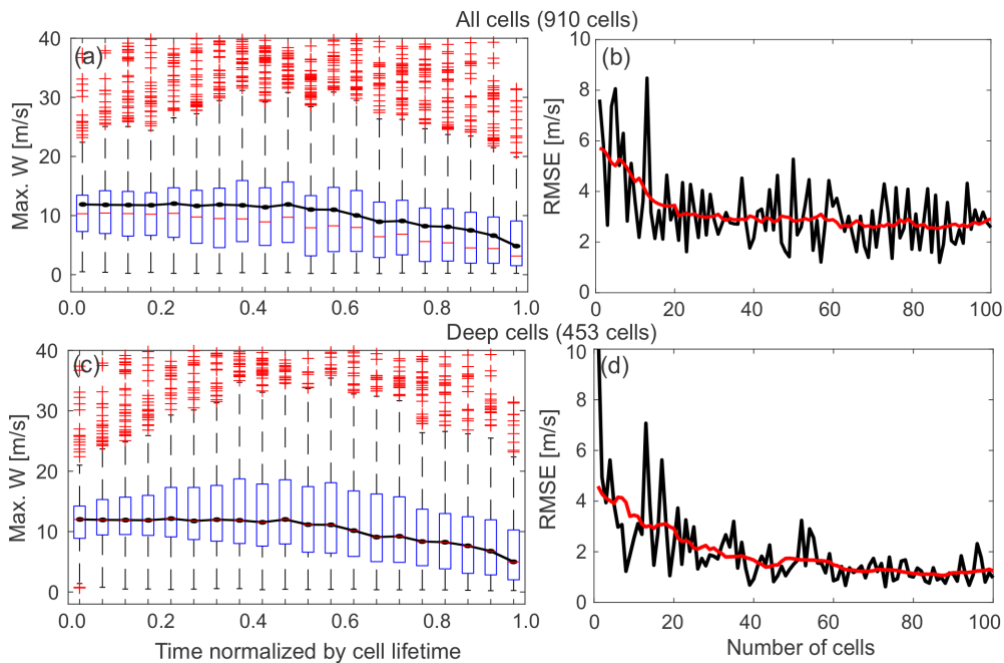 All cells (910 cells)
(a)
40
30
20
10
0
Max. W [m/s]
0.0 0.2 0.4 0.6 0.8 1.0
(b)
10
8
6
4
2
0
RMSE [m/s]
0 20 40 60 80 100
Deep cells (453 cells)
(c)
40
30
20
10
0
Max. W [m/s]
0.0 0.2 0.4 0.6 0.8 1.0
Time normalized by cell lifetime
(d)
10
8
6
4
2
0
RMSE [m/s]
0 20 40 60 80 100
Number of cells